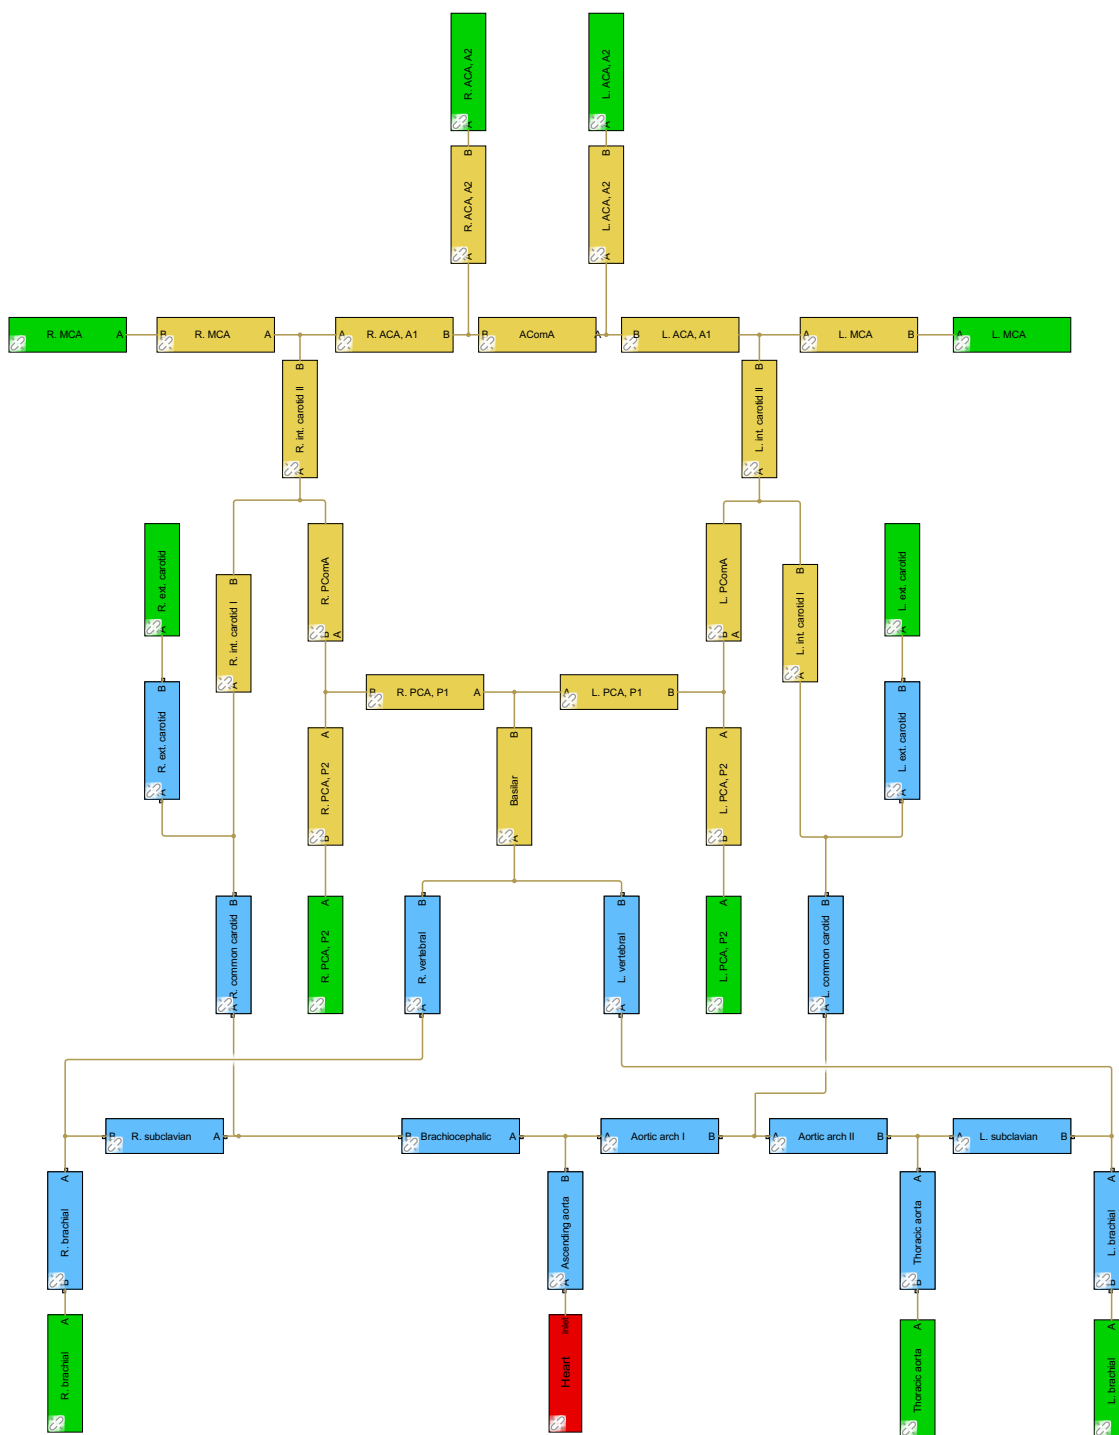 R. ACA, A2
A
L. ACA, A2
A
B
R. ACA, A2
A
B
L. ACA, A2
A
R. MCA
A
B
R. MCA
A
A
R. ACA, A1
B
B
AComA
A
B
L. ACA, A1
A
L. MCA
B
A
L. MCA
B
R. int. carotid II
A
B
L. int. carotid II
A
R. ext. carotid
A
B
R. int. carotid I
A
R. PComA
B
A
L. PComA
B
A
B
L. int. carotid I
A
L. ext. carotid
A
B
R. ext. carotid
A
B
R. PCA, P1
A
A
L. PCA, P1
B
B
L. ext. carotid
A
A
R. PCA, P2
B
B
Basilar
A
A
L. PCA, P2
B
B
R. common carotid
A
A
R. PCA, P2
B
R. vertebral
A
B
L. vertebral
A
A
L. PCA, P2
B
L. common carotid
A
B
R. subclavian
A
B
Brachiocephalic
A
A
Aortic arch I
B
A
Aortic arch II
B
A
L. subclavian
B
A
R. brachial
B
B
Ascending aorta
A
A
Thoracic aorta
B
A
L. brachial
B
A
R. brachial
inlet
Heart
A
Thoracic aorta
A
L. brachial